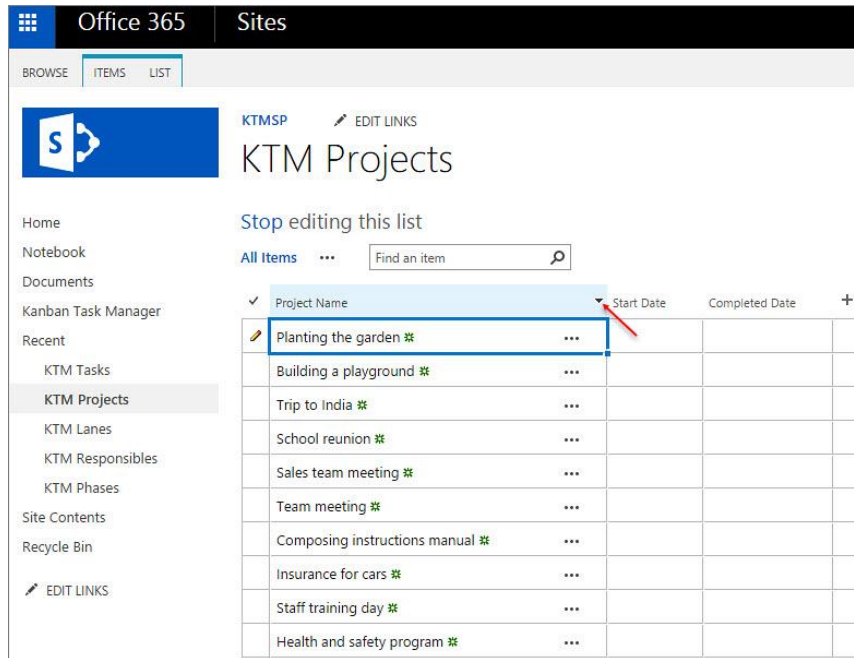 Office 365 Sites
BROWSE ITEMS LIST
S
KTMSP EDIT LINKS
KTM Projects
Home
Notebook
Documents
Kanban Task Manager
Recent
KTM Tasks
KTM Projects
KTM Lanes
KTM Responsibles
KTM Phases
Site Contents
Recycle Bin
EDIT LINKS
Stop editing this list
All Items ... Find an item
Project Name Start Date Completed Date +
Planting the garden ...
Building a playground ...
Trip to India ...
School reunion ...
Sales team meeting ...
Team meeting ...
Composing instructions manual ...
Insurance for cars ...
Staff training day ...
Health and safety program ...